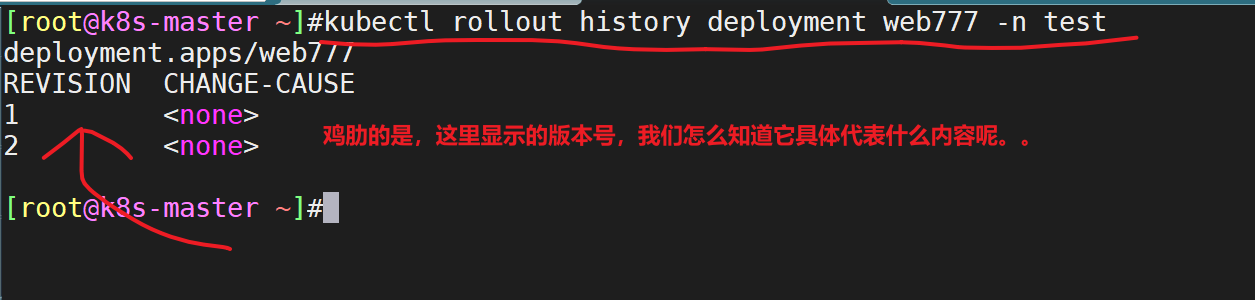 [root@k8s-master ~]#kubectl rollout history deployment web777 -n test
deployment.apps/web777
REVISION  CHANGE-CAUSE
1         <none>
2         <none>
鸡肋的是，这里显示的版本号，我们怎么知道它具体代表什么内容呢。。
[root@k8s-master ~]#